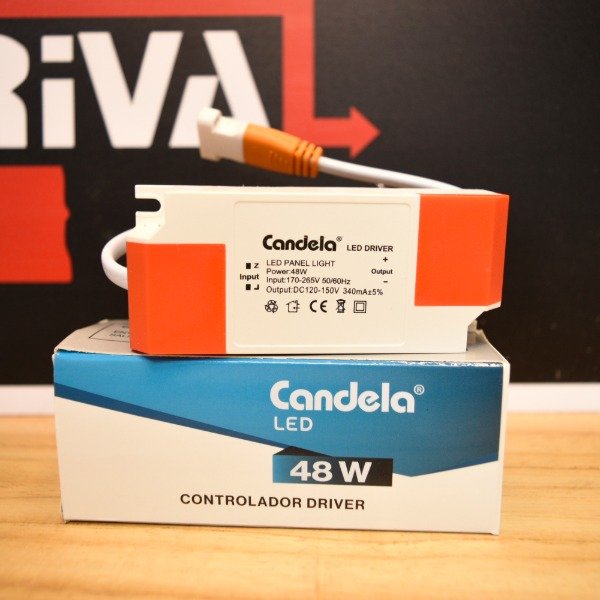 RiVA
Candela® LED DRIVER
LED PANEL LIGHT
Power:48W
Input:170-265V 50/60Hz
Output:DC120-150V 340mA±5%
N
Input
L
+
Output
−
CE
Candela®
LED
48 W
CONTROLADOR DRIVER